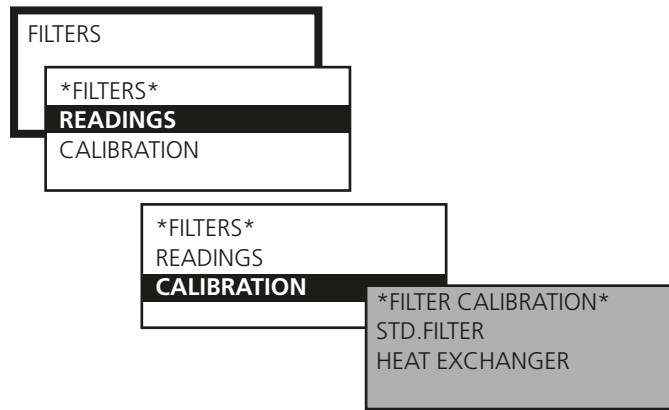 FILTERS
*FILTERS*
READINGS
CALIBRATION
*FILTERS*
READINGS
CALIBRATION
*FILTER CALIBRATION*
STD.FILTER
HEAT EXCHANGER